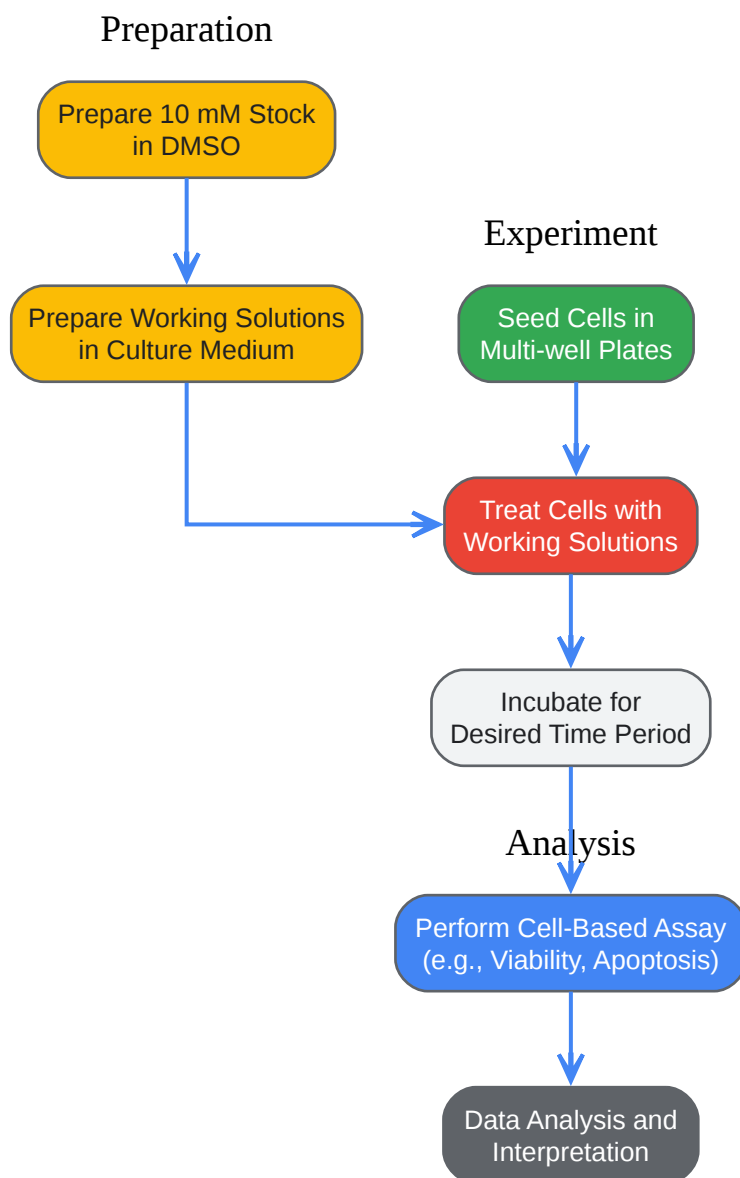 Preparation
Prepare 10 mM Stock
in DMSO
Experiment
Prepare Working Solutions
in Culture Medium
Seed Cells in
Multi-well Plates
Treat Cells with
Working Solutions
Incubate for
Desired Time Period
Analysis
Perform Cell-Based Assay
(e.g., Viability, Apoptosis)
Data Analysis and
Interpretation